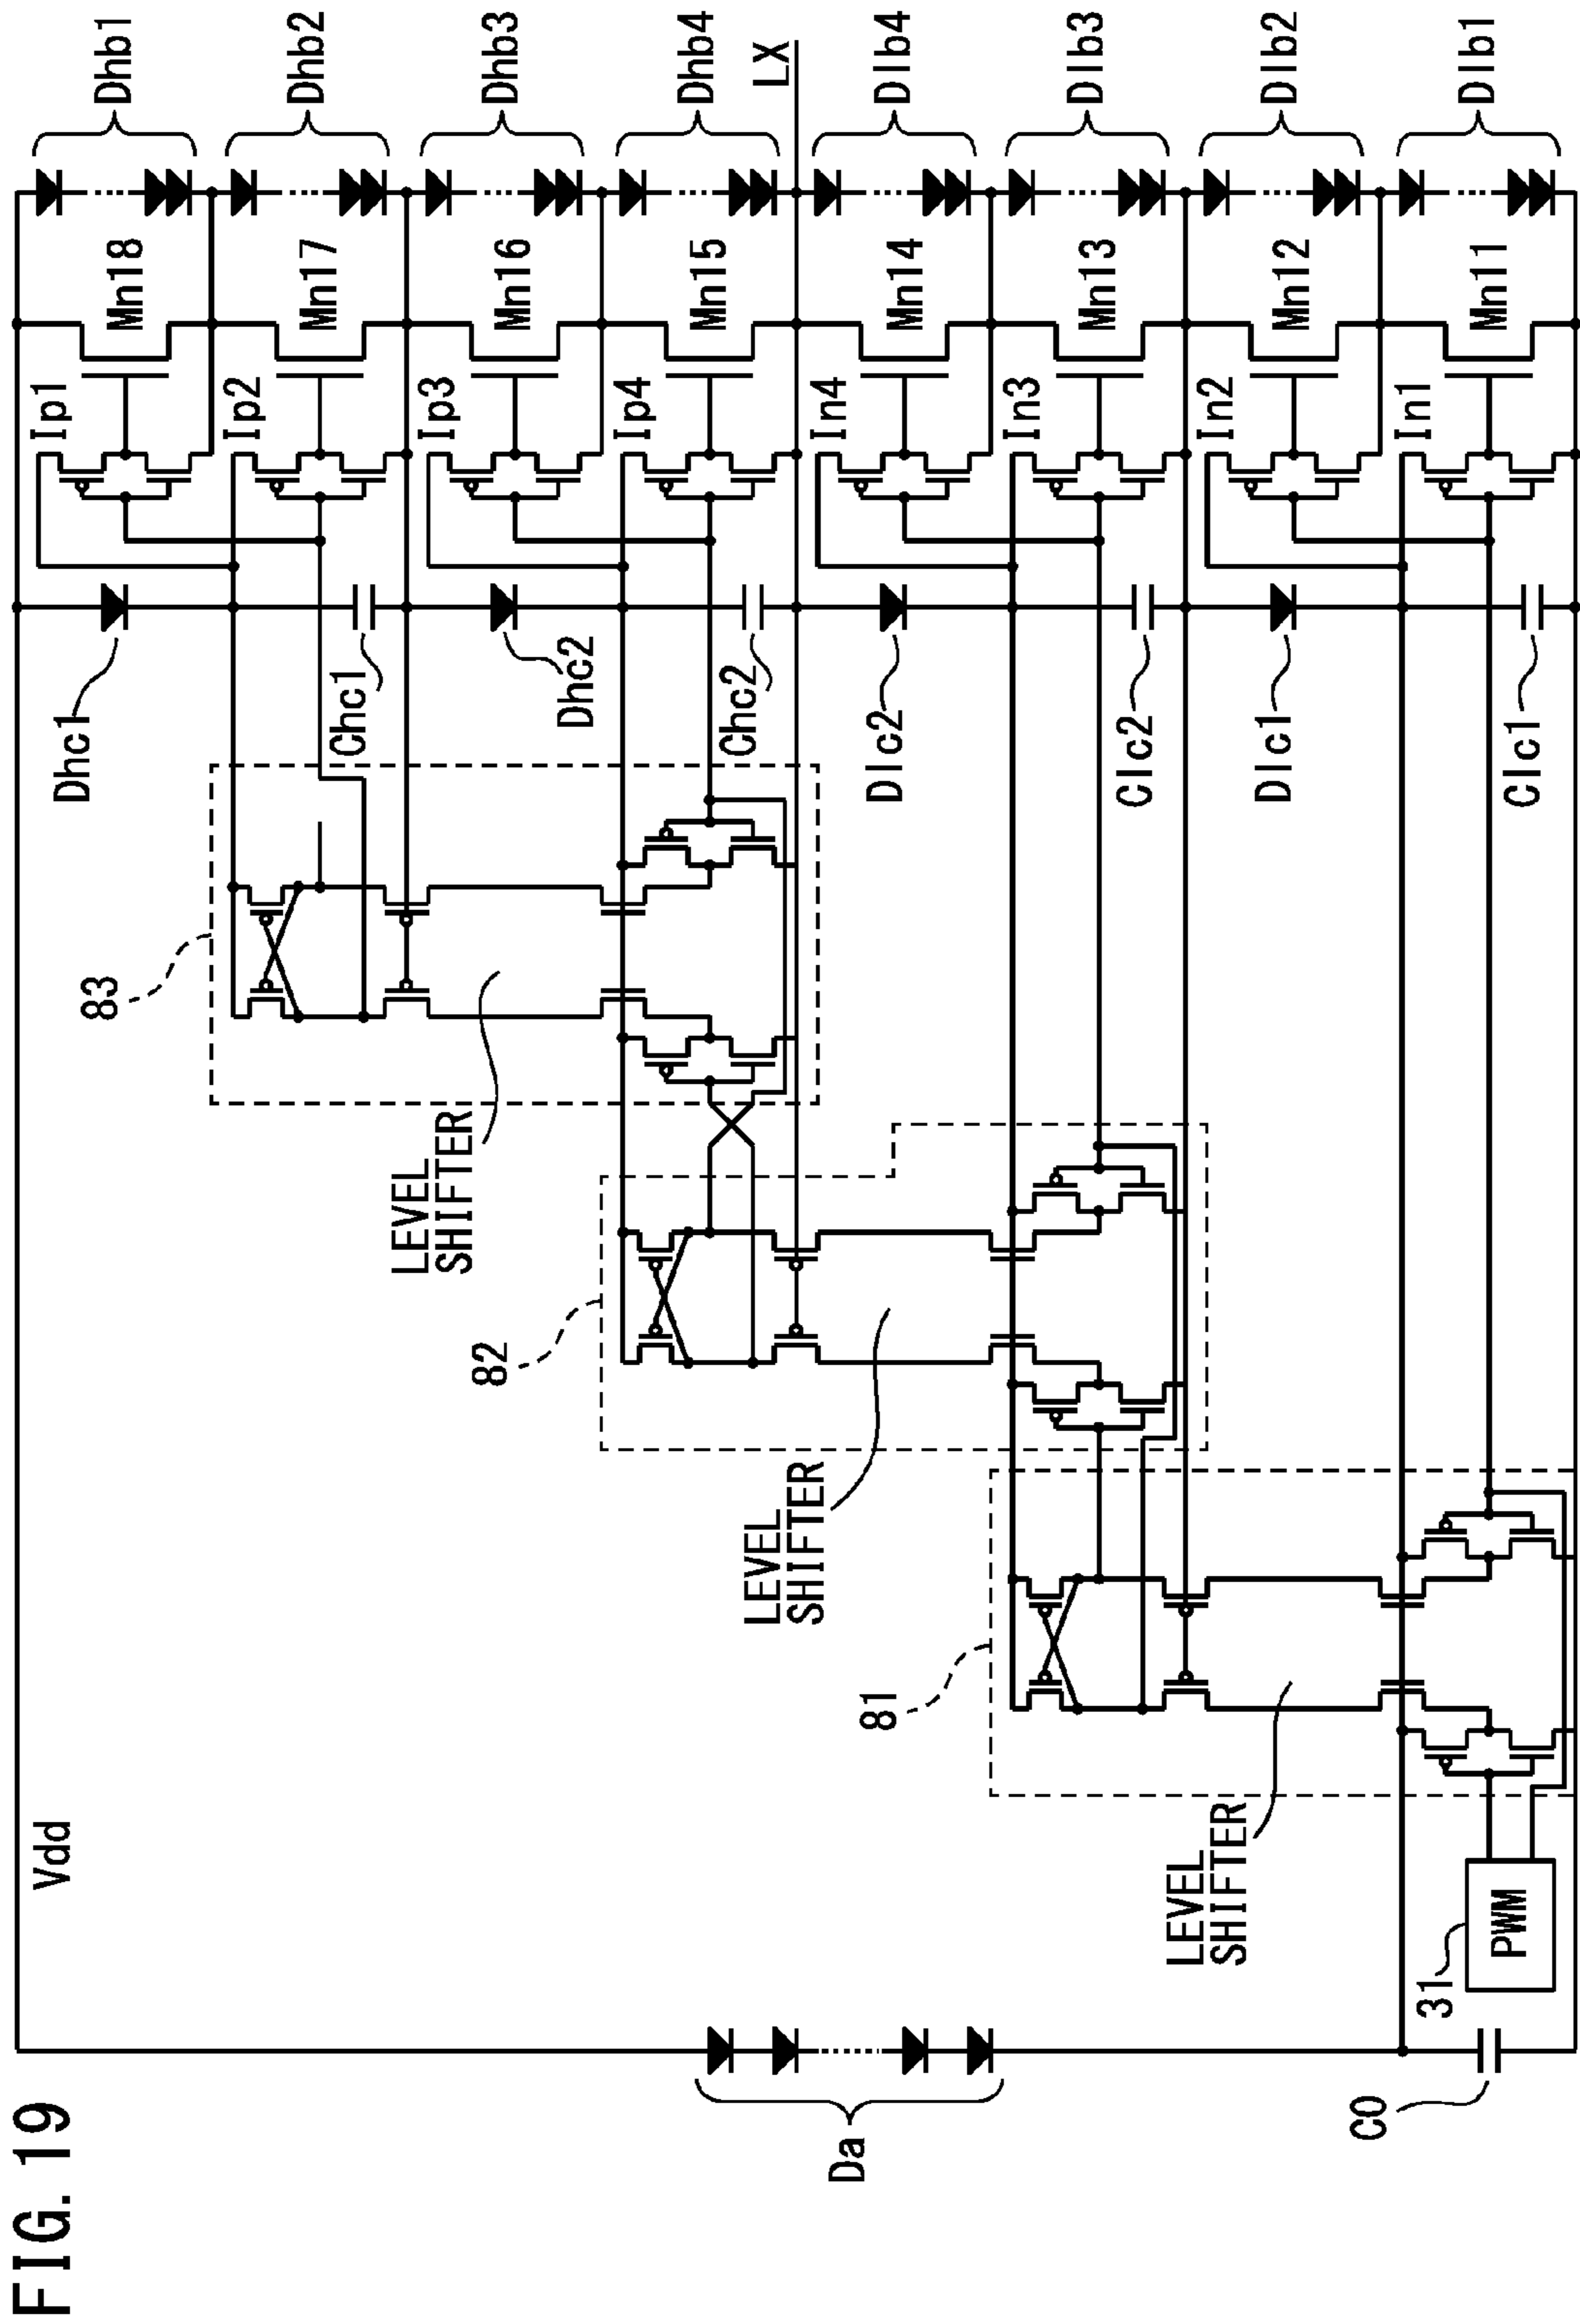 FIG. 19
Vdd
Da
C0
31
PWM
LEVEL
SHIFTER
81
LEVEL
SHIFTER
82
LEVEL
SHIFTER
83
Dhc1
Chc1
Dhc2
Chc2
Dlc2
Clc2
Dlc1
Clc1
Ip1
Ip2
Ip3
Ip4
In4
In3
In2
In1
Mn18
Mn17
Mn16
Mn15
Mn14
Mn13
Mn12
Mn11
LX
Dhb1
Dhb2
Dhb3
Dhb4
Dlb4
Dlb3
Dlb2
Dlb1